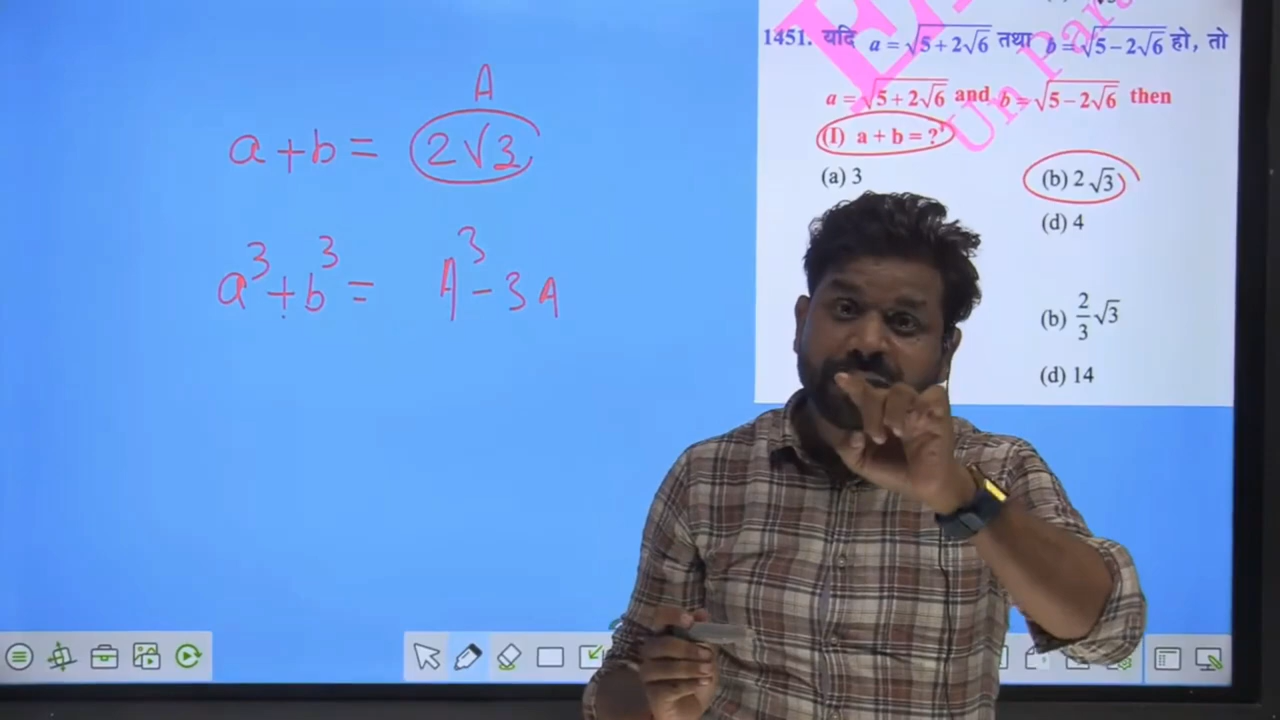 1451. यदि a = √5+2√6 तथा b = √5−2√6 हो, तो
a = √5+2√6 and b = √5−2√6 then
(I) a + b = ?
(a) 3
(b) 2√3
(d) 4
(b) 2/3 √3
(d) 14
A
a + b = 2√3
a³ + b³ = A³ − 3A